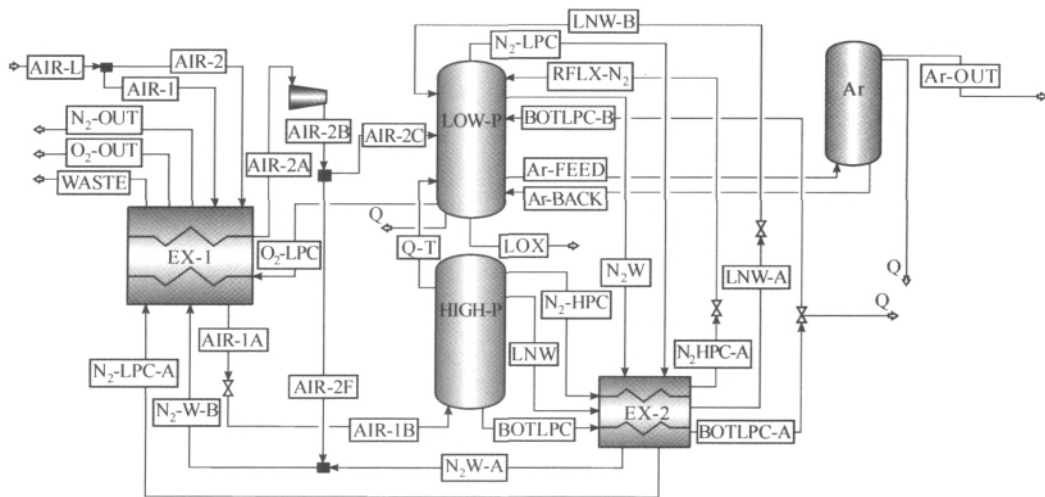 LNW-B
N₂-LPC
AIR-L
AIR-2
RFLX-N₂
Ar
Ar-OUT
AIR-1
N₂-OUT
LOW-P
BOTLPC-B
AIR-2B
AIR-2C
O₂-OUT
AIR-2A
WASTE
Ar-FEED
Ar-BACK
Q
EX-1
O₂-LPC
Q-T
LOX
N₂W
LNW-A
Q
N₂-HPC
HIGH-P
Q
AIR-1A
LNW
N₂HPC-A
N₂-LPC-A
AIR-2F
N₂-W-B
AIR-1B
BOTLPC
EX-2
BOTLPC-A
N₂W-A